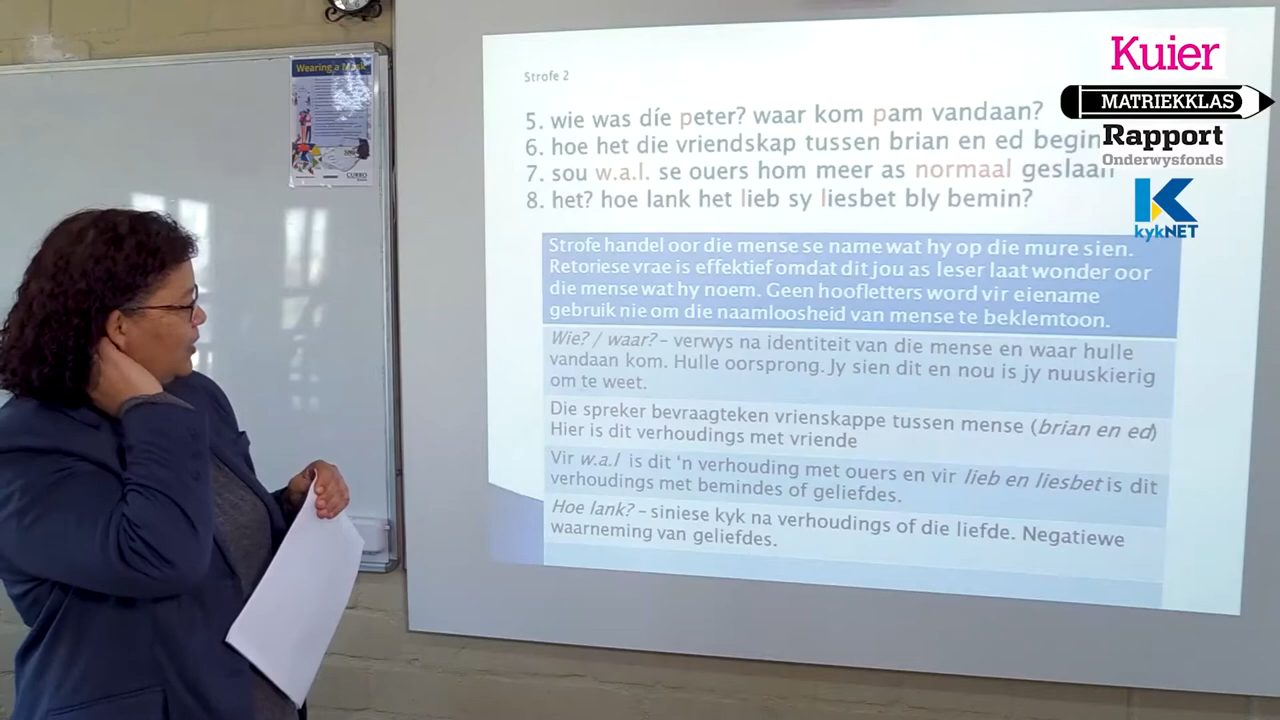 Wearing a Mask
CURRO
Strofe 2
5. wie was díe peter? waar kom pam vandaan?
6. hoe het die vriendskap tussen brian en ed begin
7. sou w.a.l. se ouers hom meer as normaal geslaan
8. het? hoe lank het lieb sy liesbet bly bemin?
Strofe handel oor die mense se name wat hy op die mure sien.
Retoriese vrae is effektief omdat dit jou as leser laat wonder oor
die mense wat hy noem. Geen hoofletters word vir eiename
gebruik nie om die naamloosheid van mense te beklemtoon.
Wie? / waar? – verwys na identiteit van die mense en waar hulle
vandaan kom. Hulle oorsprong. Jy sien dit en nou is jy nuuskierig
om te weet.
Die spreker bevraagteken vrienskappe tussen mense (brian en ed)
Hier is dit verhoudings met vriende
Vir w.a.l is dit 'n verhouding met ouers en vir lieb en liesbet is dit
verhoudings met bemindes of geliefdes.
Hoe lank? – siniese kyk na verhoudings of die liefde. Negatiewe
waarneming van geliefdes.
Kuier
MATRIEKKLAS
Rapport
Onderwysfonds
kykNET